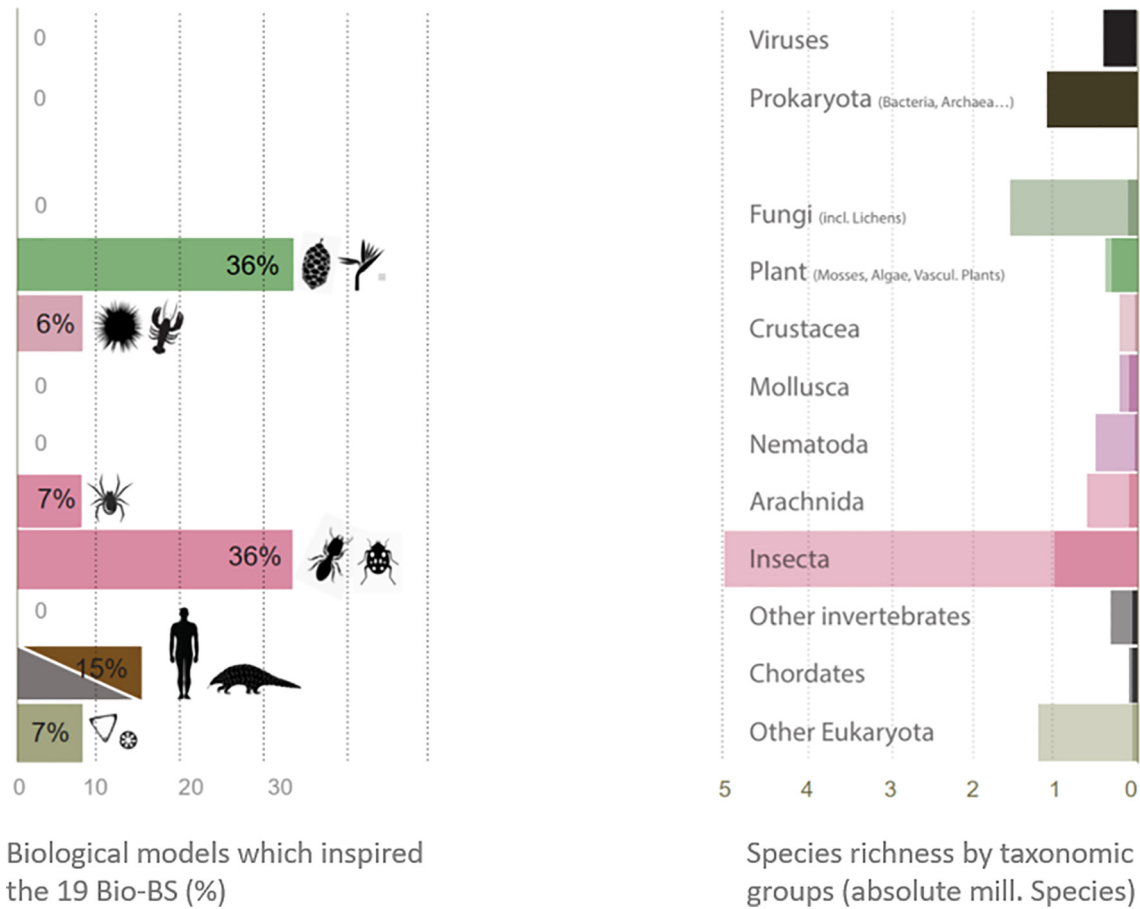 0
Viruses
0
Prokaryota (Bacteria, Archaea...)
0
Fungi (incl. Lichens)
36%
Plant (Mosses, Algae, Vascul. Plants)
6%
Crustacea
0
Mollusca
0
Nematoda
7%
Arachnida
36%
Insecta
0
Other invertebrates
15%
Chordates
7%
Other Eukaryota
0 10 20 30
5 4 3 2 1 0
Biological models which inspired
the 19 Bio-BS (%)
Species richness by taxonomic
groups (absolute mill. Species)